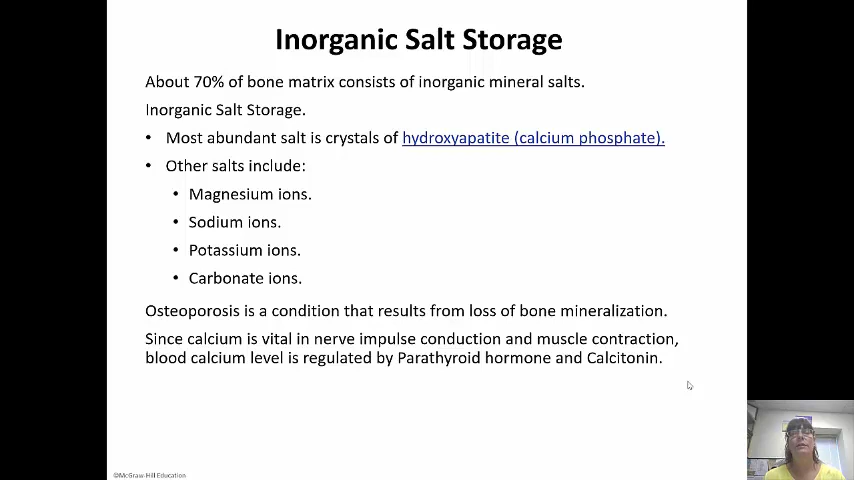 Inorganic Salt Storage
About 70% of bone matrix consists of inorganic mineral salts.
Inorganic Salt Storage.
• Most abundant salt is crystals of hydroxyapatite (calcium phosphate).
• Other salts include:
• Magnesium ions.
• Sodium ions.
• Potassium ions.
• Carbonate ions.
Osteoporosis is a condition that results from loss of bone mineralization.
Since calcium is vital in nerve impulse conduction and muscle contraction,
blood calcium level is regulated by Parathyroid hormone and Calcitonin.
©McGraw-Hill Education